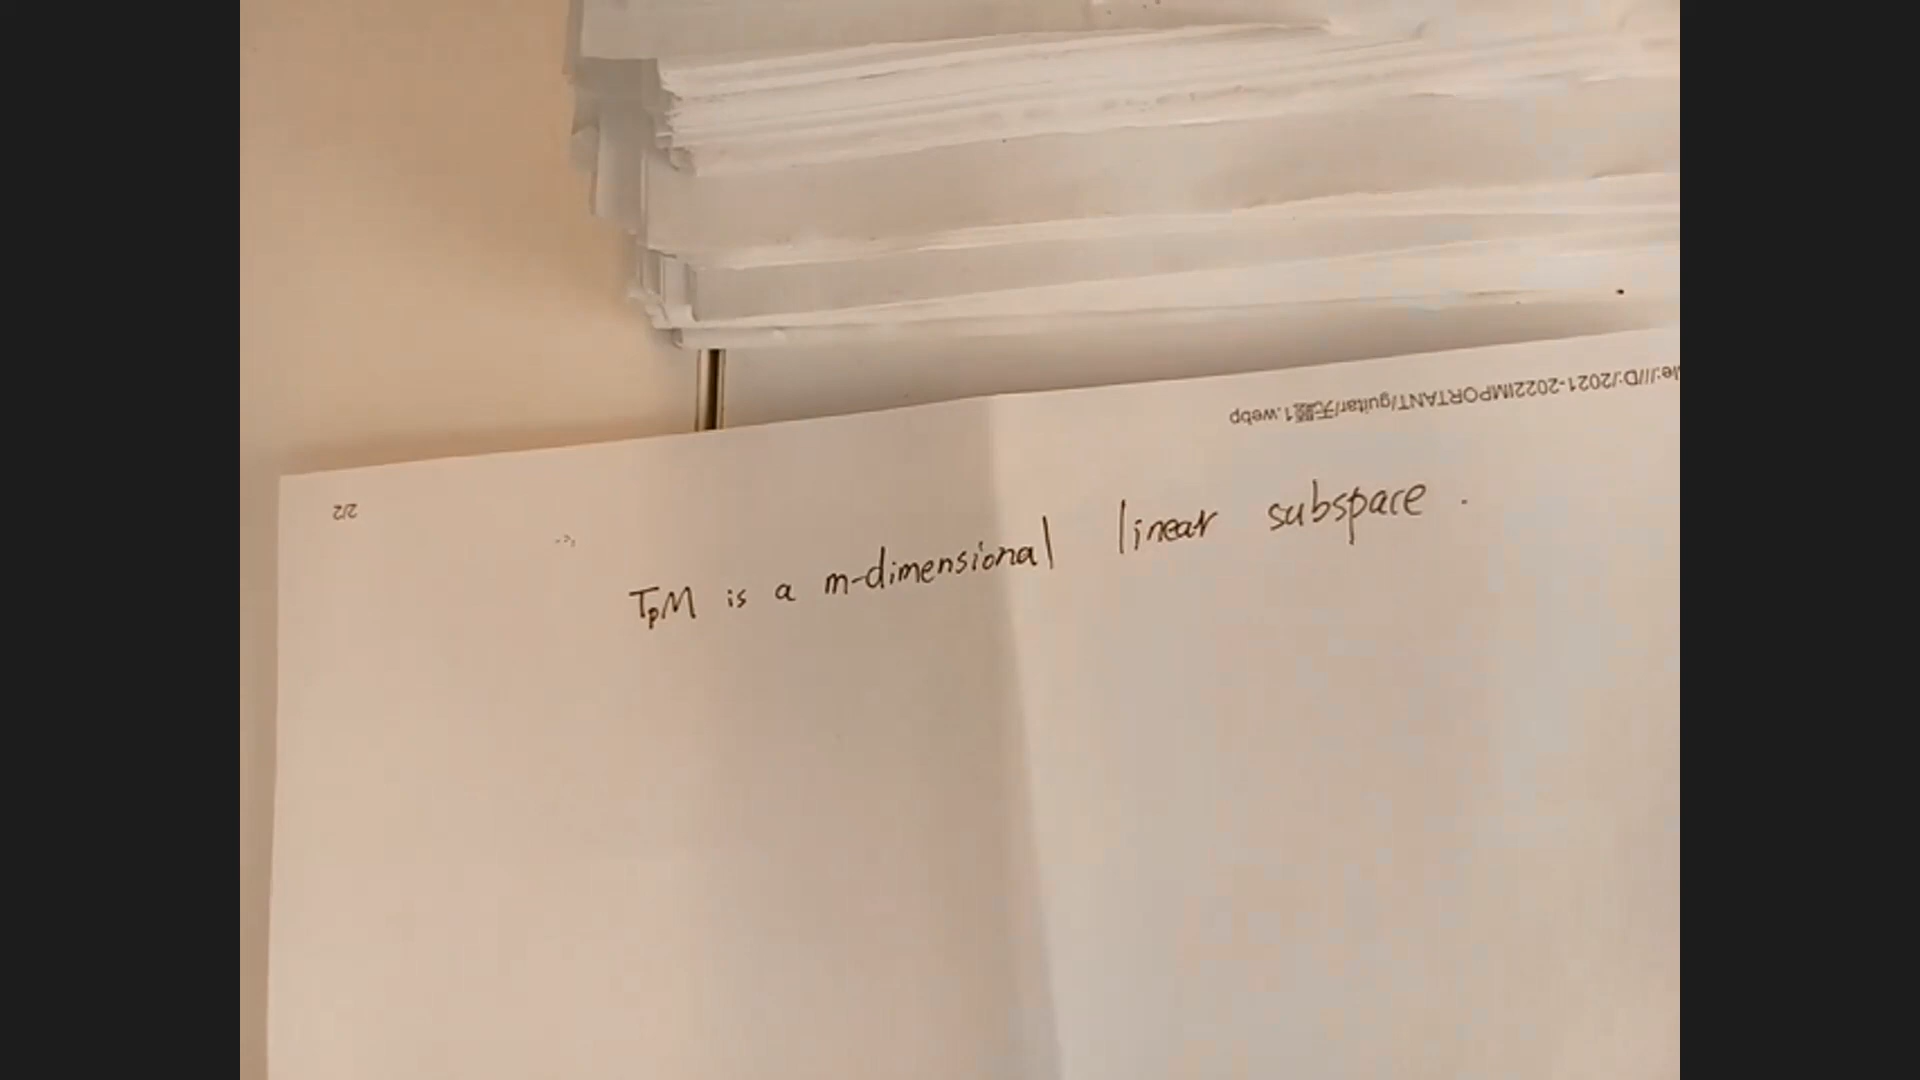 file:///D:/2021-2022IMPORTANT/guitar/无题1.webp
2/2
TpM is a m-dimensional linear subspace.